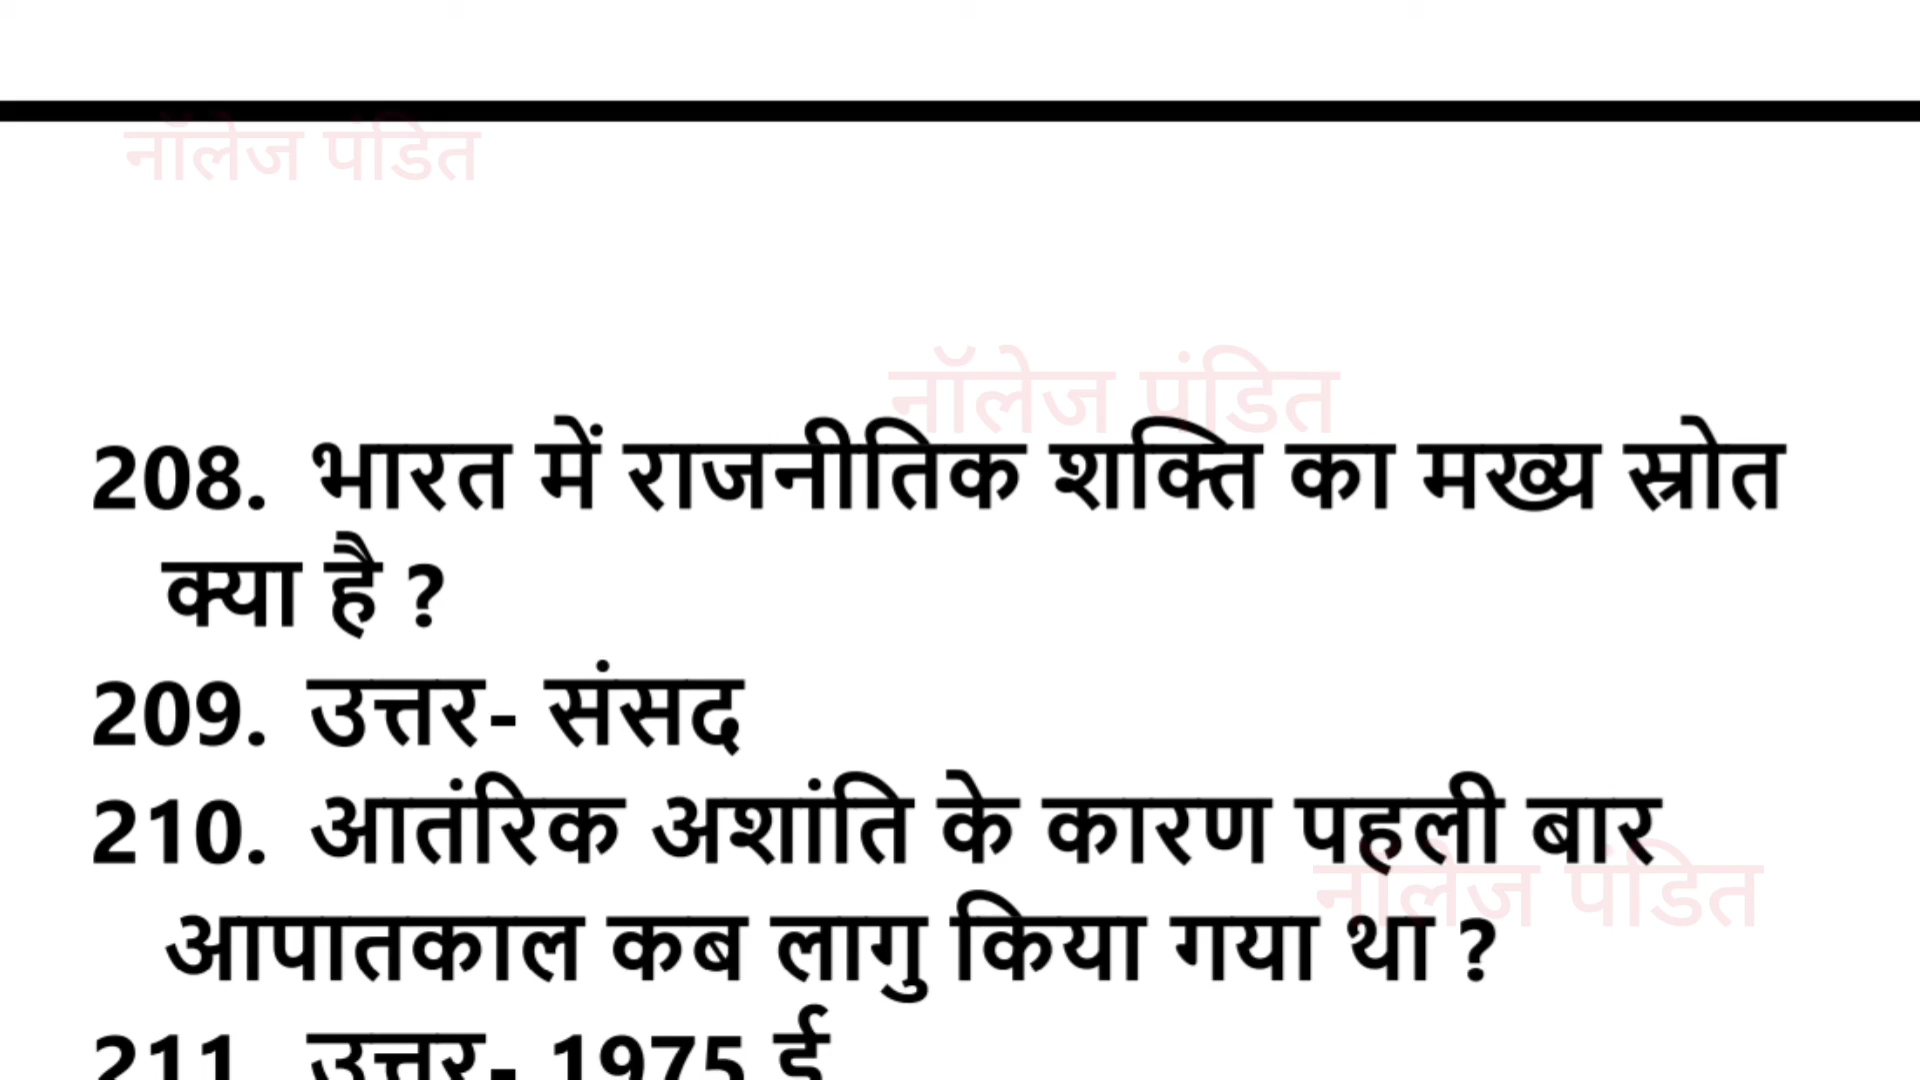 नॉलेज पंडित
नॉलेज पंडित
208. भारत में राजनीतिक शक्ति का मख्य स्रोत
क्या है ?
209. उत्तर- संसद
210. आतंरिक अशांति के कारण पहली बार
नॉलेज पंडित
आपातकाल कब लागु किया गया था ?
211. उत्तर- 1975 ई